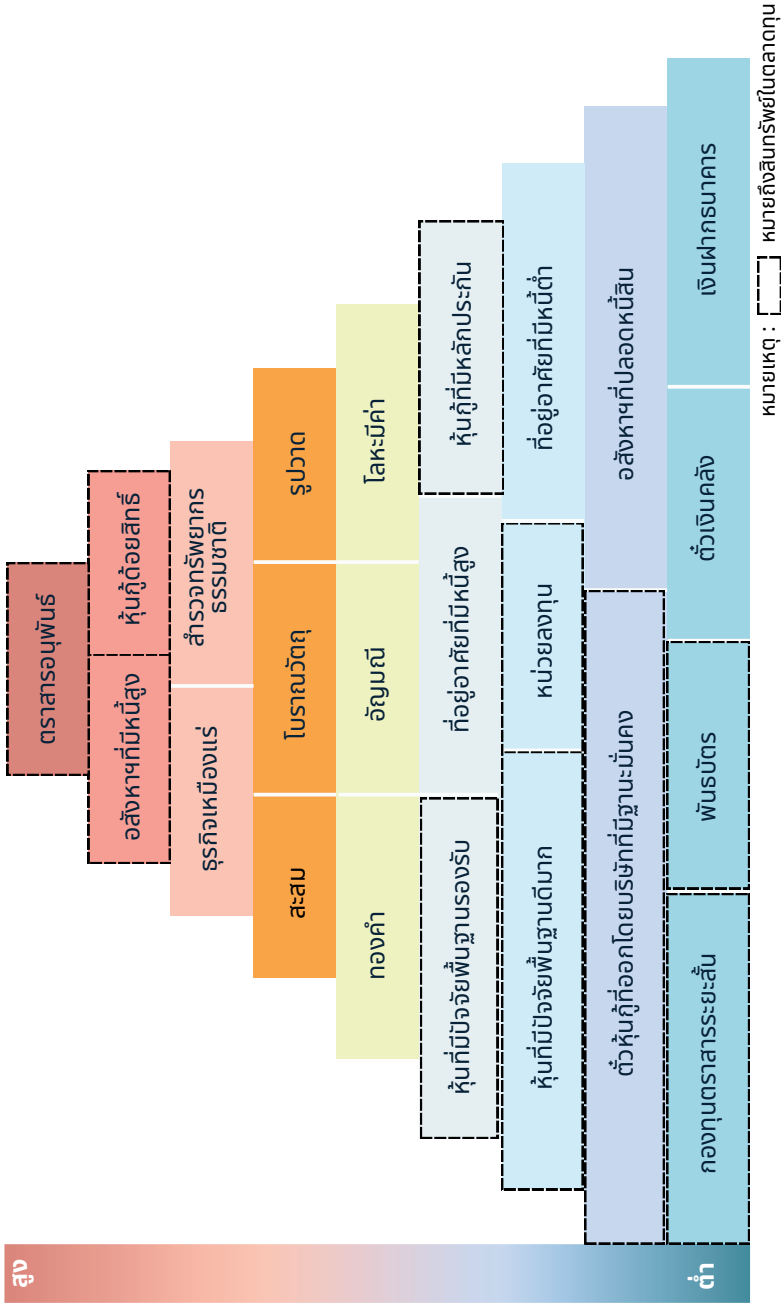 สูง
ตราสารอนุพันธ์
อสังหาฯที่มีหนี้สูง
หุ้นกู้ด้อยสิทธิ์
ธุรกิจเหมืองแร่
สำรวจทรัพยากร
ธรรมชาติ
สะสม
โบราณวัตถุ
รูปวาด
ทองคำ
อัญมณี
โลหะมีค่า
หุ้นที่มีปัจจัยพื้นฐานรองรับ
ที่อยู่อาศัยที่มีหนี้สูง
หุ้นกู้ที่มีหลักประกัน
หุ้นที่มีปัจจัยพื้นฐานดีมาก
หน่วยลงทุน
ที่อยู่อาศัยที่มีหนี้ต่ำ
ตั๋วหุ้นกู้ที่ออกโดยบริษัทที่มีฐานะมั่นคง
อสังหาฯที่ปลอดหนี้สิน
ต่ำ
กองทุนตราสารระยะสั้น
พันธบัตร
ตั๋วเงินคลัง
เงินฝากธนาคาร
หมายเหตุ : หมายถึงสินทรัพย์ในตลาดทุน